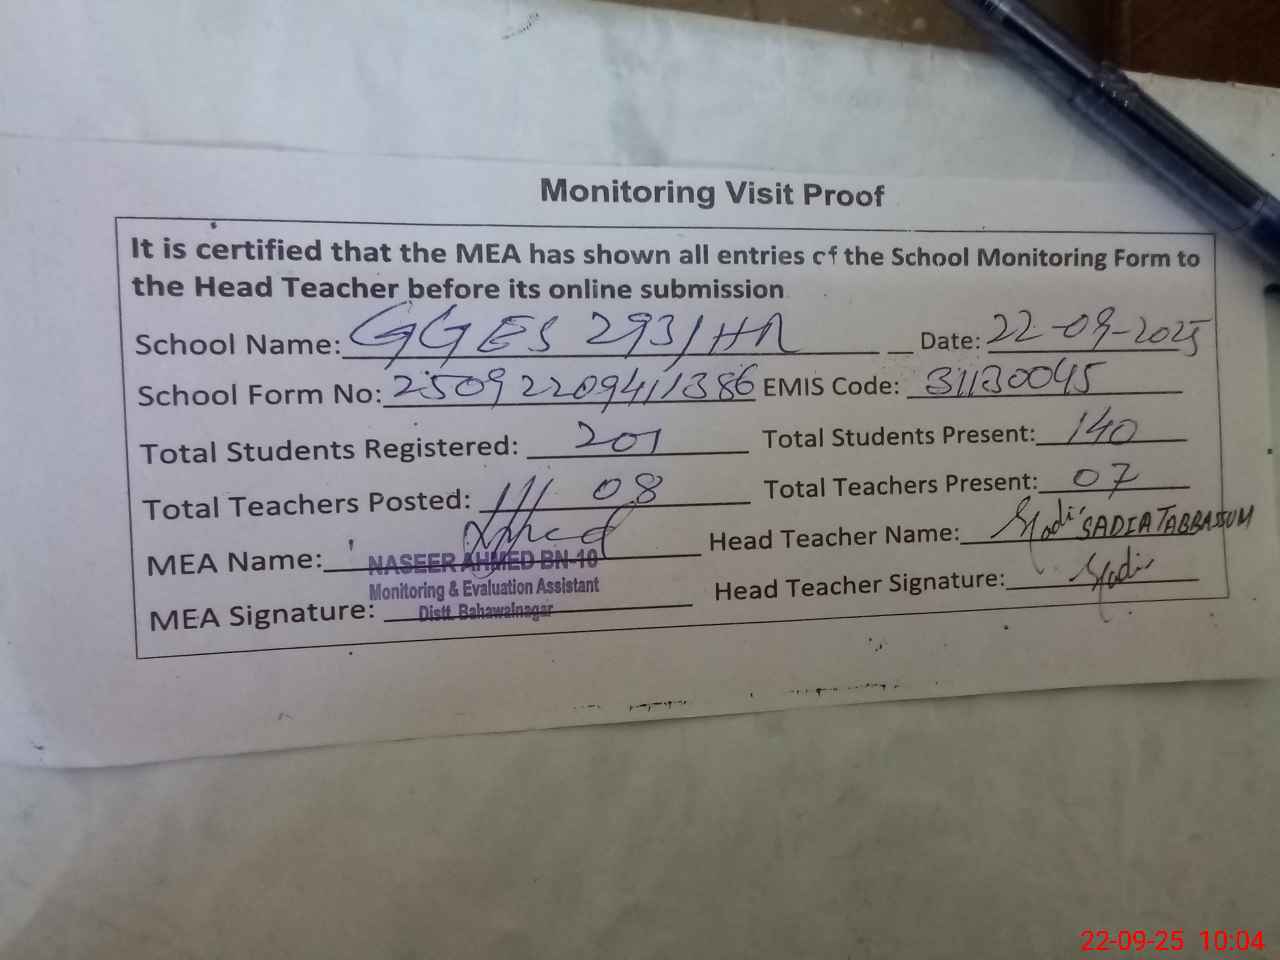 Monitoring Visit Proof
It is certified that the MEA has shown all entries of the School Monitoring Form to
the Head Teacher before its online submission
School Name: GGES 293/HR Date: 22-09-2025
School Form No: 25092209411386 EMIS Code: 31130045
Total Students Registered: 201 Total Students Present: 140
Total Teachers Posted: 08 Total Teachers Present: 07
MEA Name: NASEER AHMED BN-10 Head Teacher Name: SADIA TABBASSUM
Monitoring & Evaluation Assistant
MEA Signature: Distt. Bahawalnagar Head Teacher Signature: Sadia
22-09-25 10:04